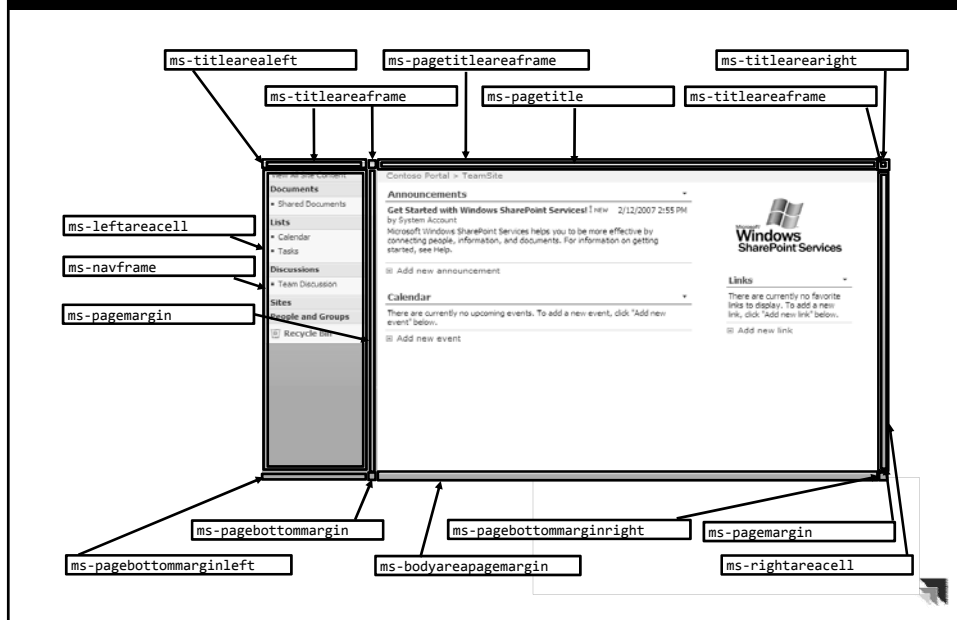 ms-titlearealeft
ms-pagetitleareaframe
ms-titlearearight
ms-titleareaframe
ms-pagetitle
ms-titleareaframe
View All Site Content
Documents
Shared Documents
Lists
Calendar
Tasks
Discussions
Team Discussion
Sites
People and Groups
Recycle Bin
ms-leftareacell
ms-navframe
ms-pagemargin
Contoso Portal > TeamSite
Announcements
Get Started with Windows SharePoint Services! NEW 2/12/2007 2:55 PM
by System Account
Microsoft Windows SharePoint Services helps you to be more effective by
connecting people, information, and documents. For information on getting
started, see Help.
Add new announcement
Calendar
There are currently no upcoming events. To add a new event, click "Add new
event" below.
Add new event
Microsoft
Windows
SharePoint Services
Links
There are currently no favorite
links to display. To add a new
link, click "Add new link" below.
Add new link
ms-pagebottommargin
ms-pagebottommarginright
ms-pagemargin
ms-pagebottommarginleft
ms-bodyareapagemargin
ms-rightareacell